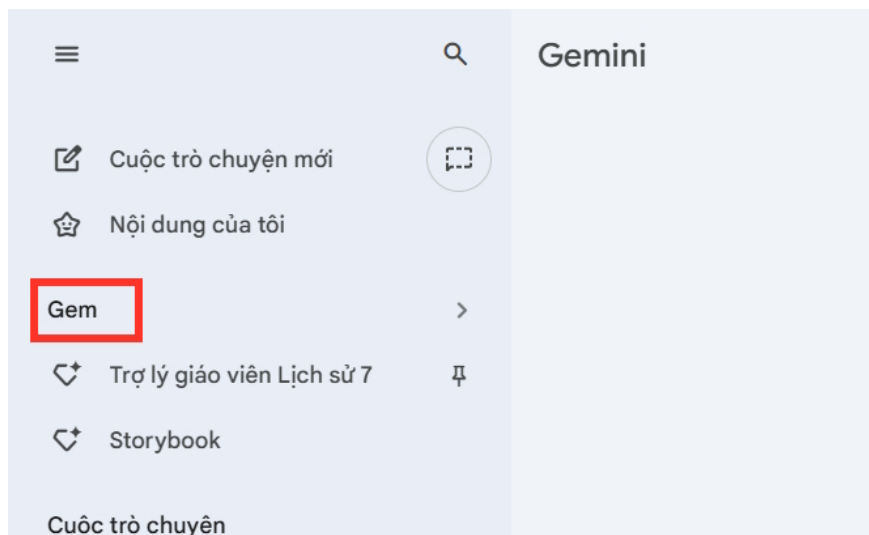 Gemini
Cuộc trò chuyện mới
Nội dung của tôi
Gem
Trợ lý giáo viên Lịch sử 7
Storybook
Cuộc trò chuyện